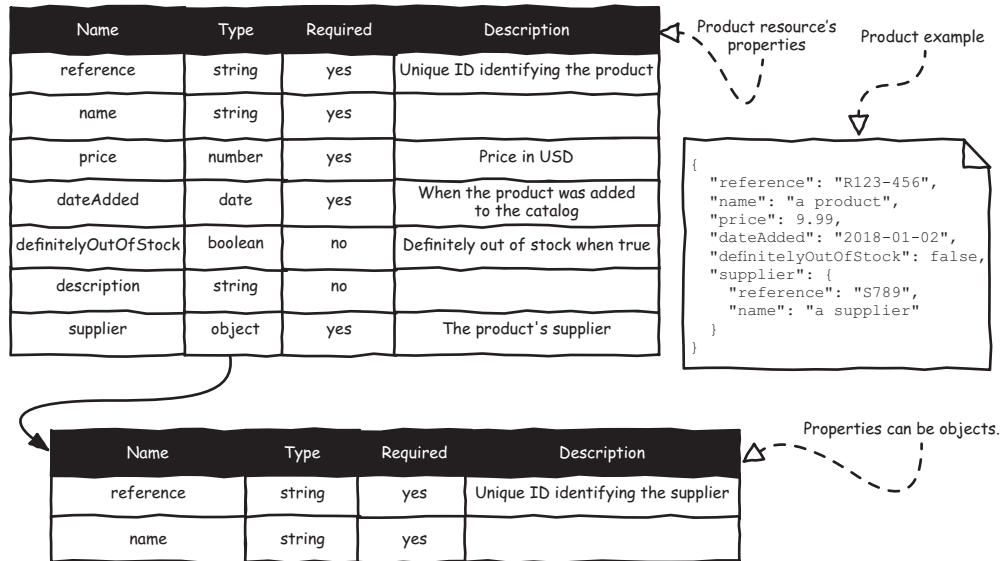 Name Type Required Description
reference string yes Unique ID identifying the product
name string yes
price number yes Price in USD
dateAdded date yes When the product was added
to the catalog
definitelyOutOfStock boolean no Definitely out of stock when true
description string no
supplier object yes The product's supplier
Product resource's
properties
Product example
{
"reference": "R123-456",
"name": "a product",
"price": 9.99,
"dateAdded": "2018-01-02",
"definitelyOutOfStock": false,
"supplier": {
"reference": "S789",
"name": "a supplier"
}
}
Name Type Required Description
reference string yes Unique ID identifying the supplier
name string yes
Properties can be objects.